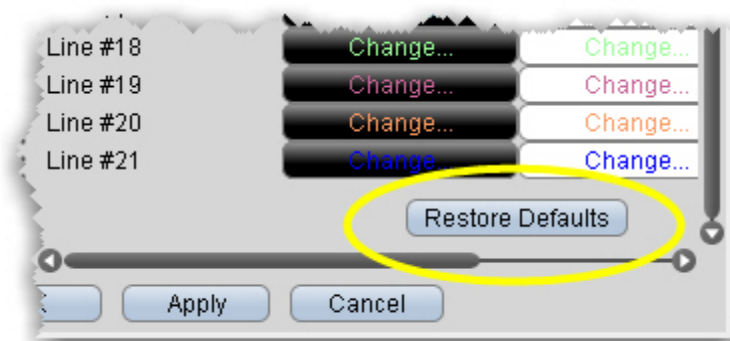 Line #18 Change... Change...
Line #19 Change... Change...
Line #20 Change... Change...
Line #21 Change... Change...
Restore Defaults
Apply Cancel